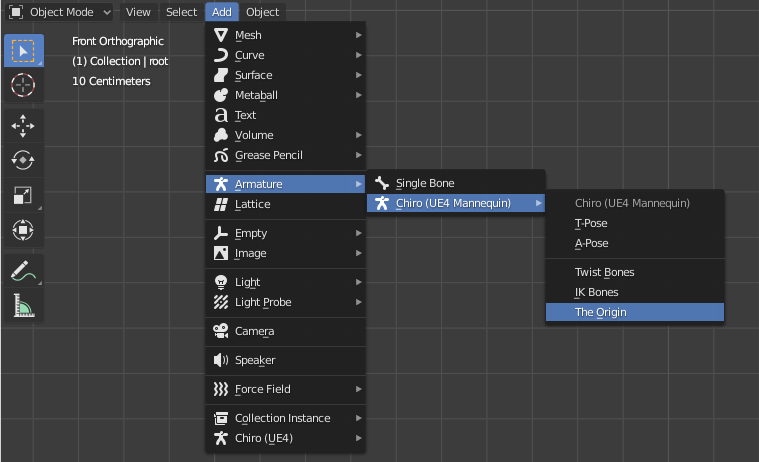 Object Mode View Select Add Object
Front Orthographic
(1) Collection | root
10 Centimeters
Mesh
Curve
Surface
Metaball
Text
Volume
Grease Pencil
Armature
Lattice
Empty
Image
Light
Light Probe
Camera
Speaker
Force Field
Collection Instance
Chiro (UE4)
Single Bone
Chiro (UE4 Mannequin)
Chiro (UE4 Mannequin)
T-Pose
A-Pose
Twist Bones
IK Bones
The Origin